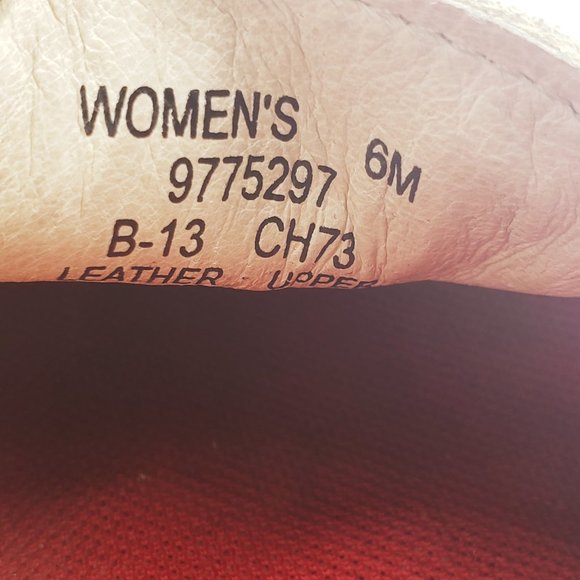 WOMEN'S
9775297 6M
B-13 CH73
LEATHER - UPPER